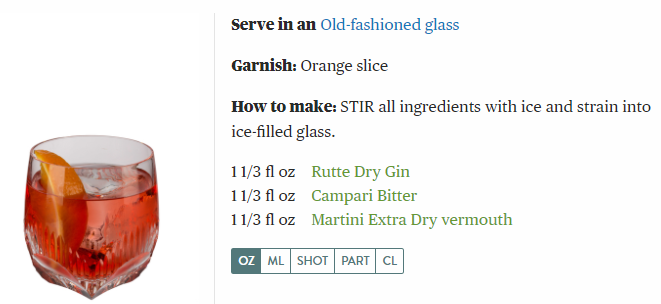 Serve in an Old-fashioned glass
Garnish: Orange slice
How to make: STIR all ingredients with ice and strain into
ice-filled glass.
1 1/3 fl oz Rutte Dry Gin
1 1/3 fl oz Campari Bitter
1 1/3 fl oz Martini Extra Dry vermouth
OZ ML SHOT PART CL